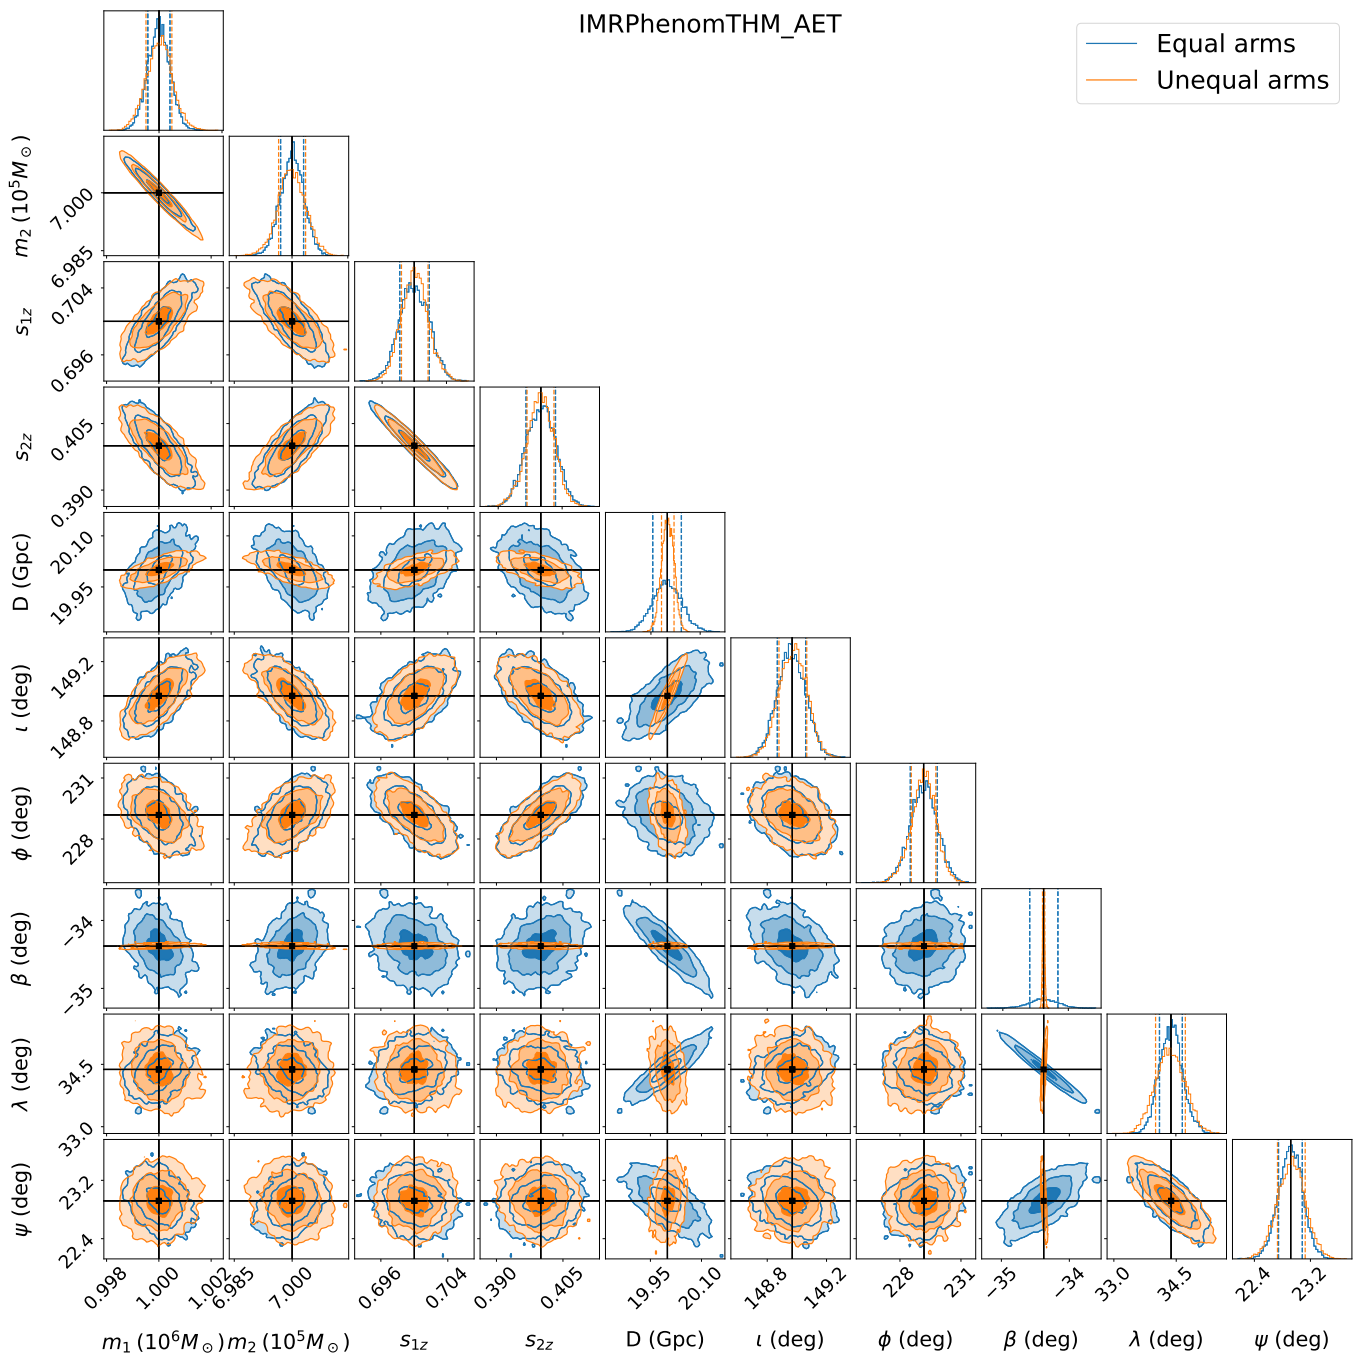 IMRPhenomTHM_AET
Equal arms
Unequal arms
m₂ (10⁵M⊙)
7.000
6.985
s₁z
0.704
0.696
s₂z
0.405
0.390
D (Gpc)
20.10
19.95
ι (deg)
149.2
148.8
ϕ (deg)
231
228
β (deg)
−34
−35
λ (deg)
34.5
33.0
ψ (deg)
23.2
22.4
0.998 1.000 1.002 6.985 7.000 0.696 0.704 0.390 0.405 19.95 20.10 148.8 149.2 228 231 −35 −34 33.0 34.5 22.4 23.2
m₁ (10⁶M⊙) m₂ (10⁵M⊙) s₁z s₂z D (Gpc) ι (deg) ϕ (deg) β (deg) λ (deg) ψ (deg)